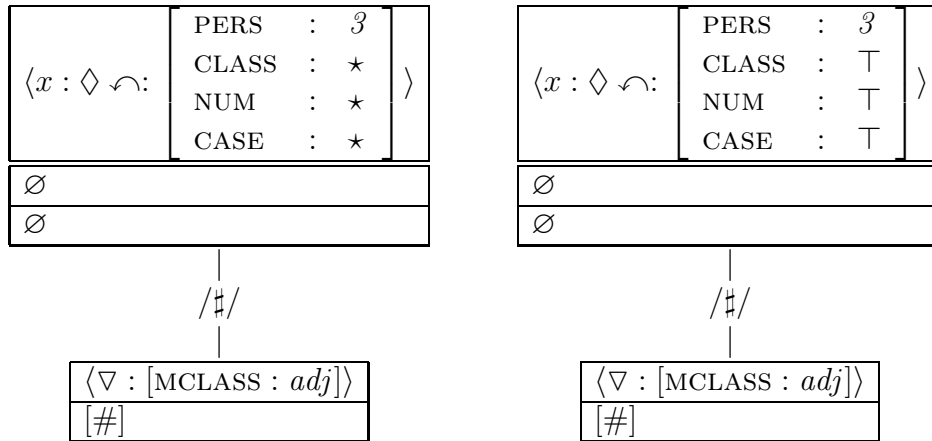 ⟨x : ◇ ↶: [PERS : 3 CLASS : ⋆ NUM : ⋆ CASE : ⋆] ⟩
∅
∅
/♯/
⟨▽ : [MCLASS : adj]⟩
[#]
⟨x : ◇ ↶: [PERS : 3 CLASS : ⊤ NUM : ⊤ CASE : ⊤] ⟩
∅
∅
/♯/
⟨▽ : [MCLASS : adj]⟩
[#]